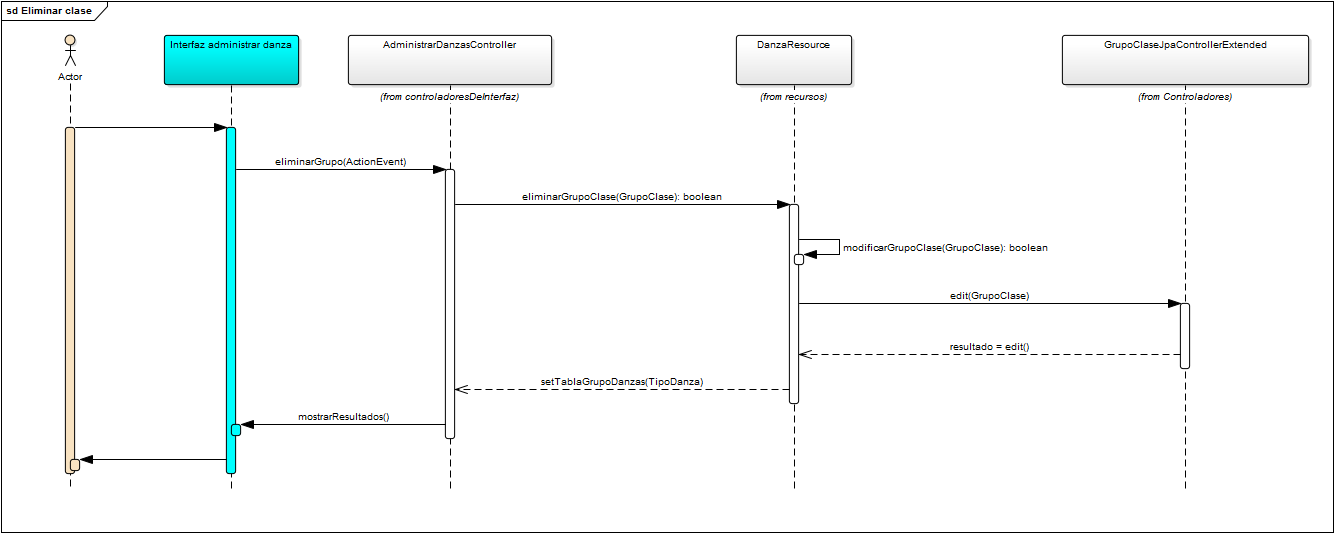 sd Eliminar clase
Actor
Interfaz administrar danza
AdministrarDanzasController
DanzaResource
GrupoClaseJpaControllerExtended
(from controladoresDeInterfaz)
(from recursos)
(from Controladores)
eliminarGrupo(ActionEvent)
eliminarGrupoClase(GrupoClase): boolean
modificarGrupoClase(GrupoClase): boolean
edit(GrupoClase)
resultado = edit()
setTablaGrupoDanzas(TipoDanza)
mostrarResultados()